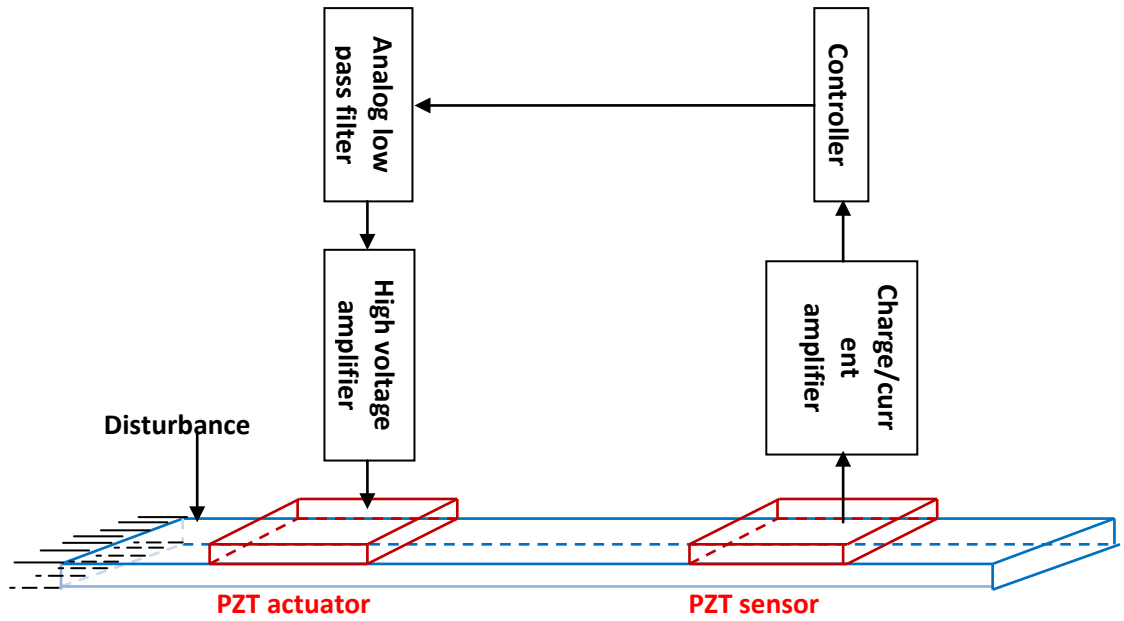 Analog low
pass filter
Controller
High voltage
amplifier
Charge/curr
ent
amplifier
Disturbance
PZT actuator
PZT sensor